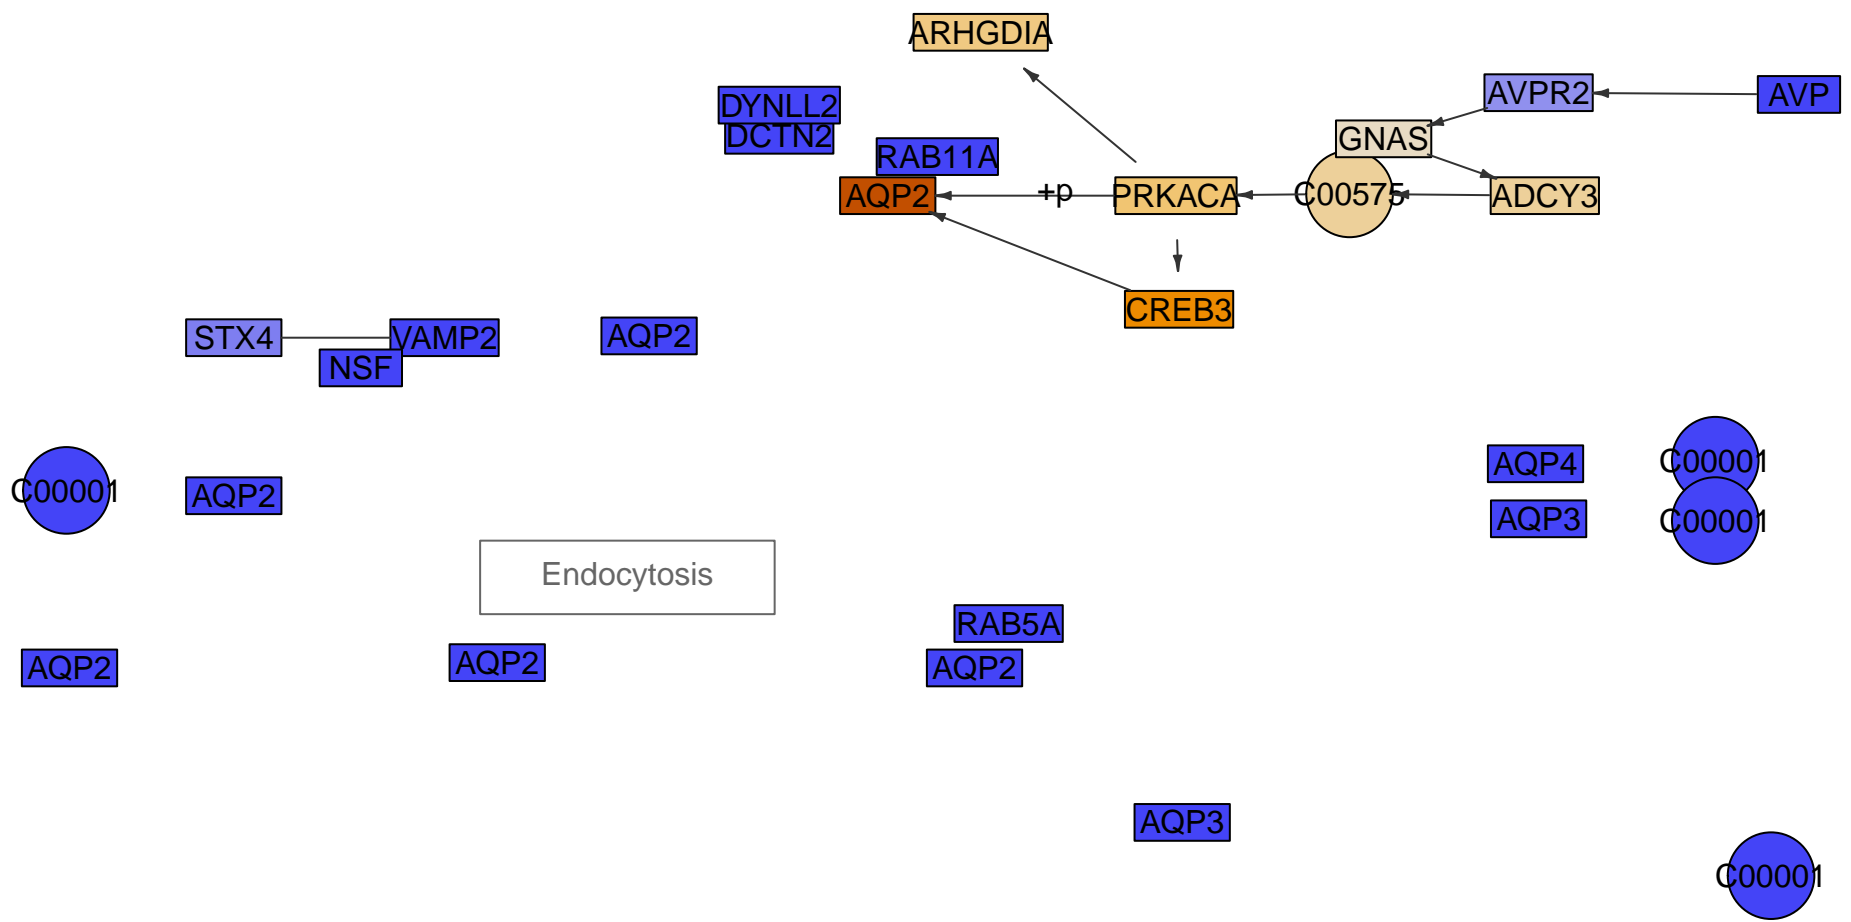 ARHGDIA
DYNLL2
AVPR2
AVP
DCTN2
GNAS
RAB11A
AQP2
+p
PRKACA
C00575
ADCY3
CREB3
STX4
VAMP2
AQP2
NSF
C00001
AQP2
AQP4
C00001
AQP3
C00001
Endocytosis
RAB5A
AQP2
AQP2
AQP2
AQP3
C00001